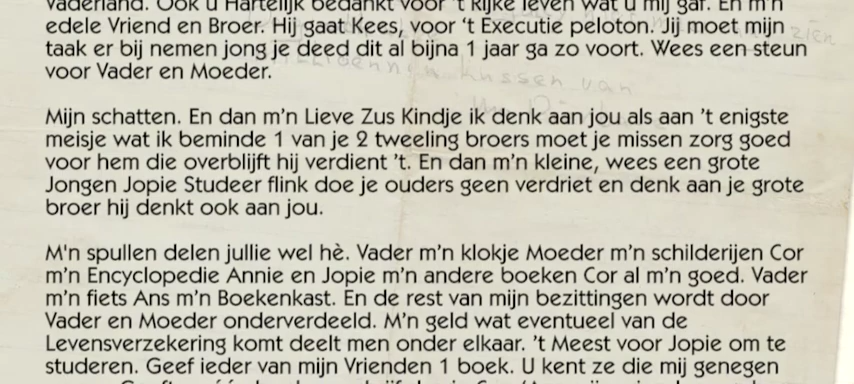 Vaderland. Ook u Hartelijk bedankt voor 't Rijke leven wat u mij gaf. En m'n
edele Vriend en Broer. Hij gaat Kees, voor ‘t Executie peloton. Jij moet mijn
taak er bij nemen jong je deed dit al bijna 1 jaar ga zo voort. Wees een steun
voor Vader en Moeder.
Mijn schatten. En dan m’n Lieve Zus Kindje ik denk aan jou als aan ’t enigste
meisje wat ik beminde 1 van je 2 tweeling broers moet je missen zorg goed
voor hem die overblijft hij verdient ’t. En dan m’n kleine, wees een grote
Jongen Jopie Studeer flink doe je ouders geen verdriet en denk aan je grote
broer hij denkt ook aan jou.
M'n spullen delen jullie wel hè. Vader m’n klokje Moeder m’n schilderijen Cor
m’n Encyclopedie Annie en Jopie m’n andere boeken Cor al m’n goed. Vader
m’n fiets Ans m’n Boekenkast. En de rest van mijn bezittingen wordt door
Vader en Moeder onderverdeeld. M’n geld wat eventueel van de
Levensverzekering komt deelt men onder elkaar. ’t Meest voor Jopie om te
studeren. Geef ieder van mijn Vrienden 1 boek. U kent ze die mij genegen